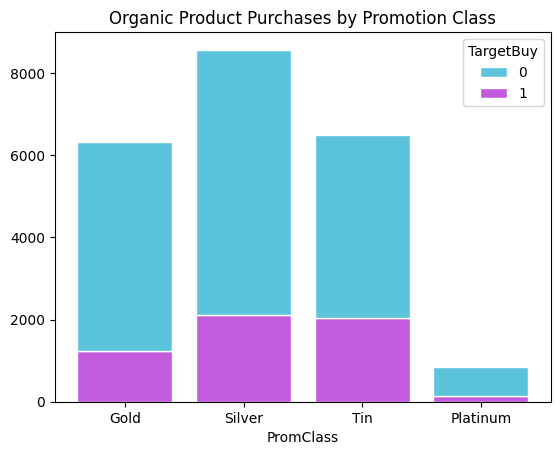 Organic Product Purchases by Promotion Class
TargetBuy
0
1
8000
6000
4000
2000
0
Gold Silver Tin Platinum
PromClass